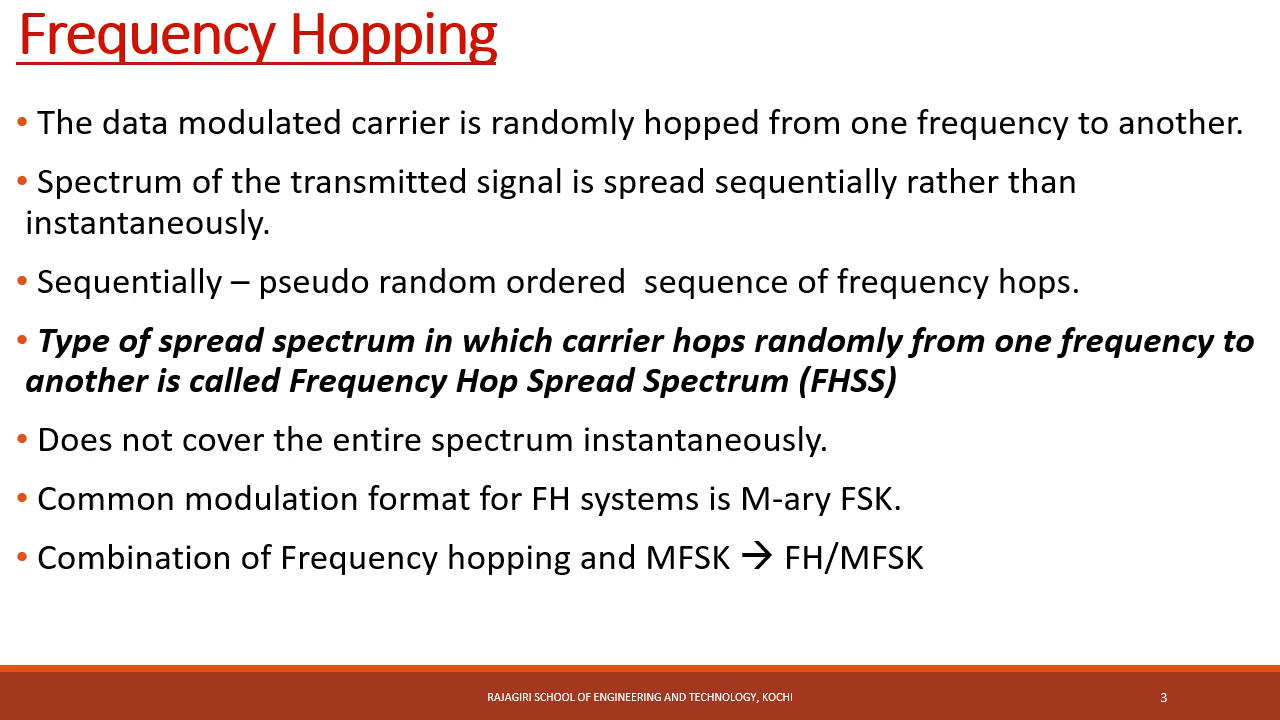 Frequency Hopping
• The data modulated carrier is randomly hopped from one frequency to another.
• Spectrum of the transmitted signal is spread sequentially rather than
instantaneously.
• Sequentially – pseudo random ordered  sequence of frequency hops.
• Type of spread spectrum in which carrier hops randomly from one frequency to
another is called Frequency Hop Spread Spectrum (FHSS)
• Does not cover the entire spectrum instantaneously.
• Common modulation format for FH systems is M-ary FSK.
• Combination of Frequency hopping and MFSK → FH/MFSK
RAJAGIRI SCHOOL OF ENGINEERING AND TECHNOLOGY, KOCHI
3